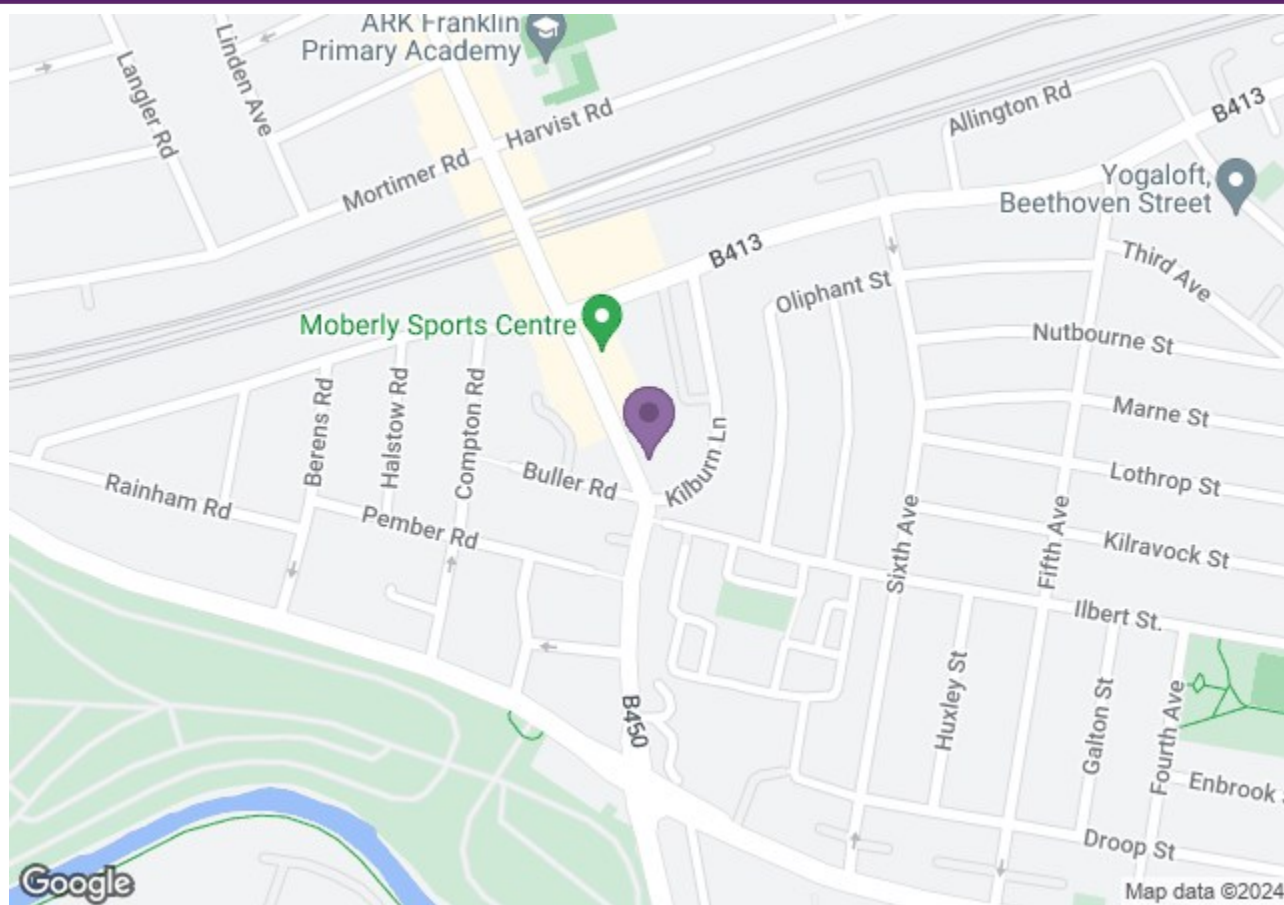 ARK Franklin
Primary Academy
Langler Rd
Linden Ave
Harvist Rd
Mortimer Rd
Allington Rd
B413
Yogaloft,
Beethoven Street
B413
Third Ave
Oliphant St
Moberly Sports Centre
Nutbourne St
Berens Rd
Halstow Rd
Compton Rd
Marne St
Kilburn Ln
Lothrop St
Buller Rd
Rainham Rd
Pember Rd
Sixth Ave
Fifth Ave
Kilravock St
Ilbert St.
Huxley St
Galton St
Fourth Ave
B450
Enbrook
Droop St
Google
Map data ©2024